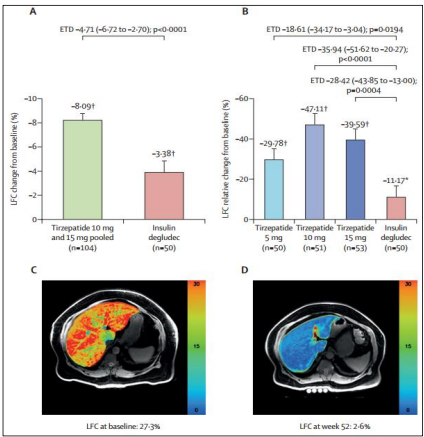 A
B
ETD −4·71 (−6·72 to −2·70); p<0·0001
ETD −18·61 (−34·17 to −3·04); p=0·0194
ETD −35·94 (−51·62 to −20·27);
p<0·0001
ETD −28·42 (−43·85 to −13·00);
p=0·0004
LFC change from baseline (%)
−10
−8
−6
−4
−2
0
−8·09†
−3·38†
Tirzepatide 10 mg
and 15 mg pooled
(n=104)
Insulin
degludec
(n=50)
LFC relative change from baseline (%)
−60
−40
−20
0
−29·78†
−47·11†
−39·59†
−11·17*
Tirzepatide
5 mg
(n=50)
Tirzepatide
10 mg
(n=51)
Tirzepatide
15 mg
(n=53)
Insulin
degludec
(n=50)
C
D
30
15
0
30
15
0
LFC at baseline: 27·3%
LFC at week 52: 2·6%